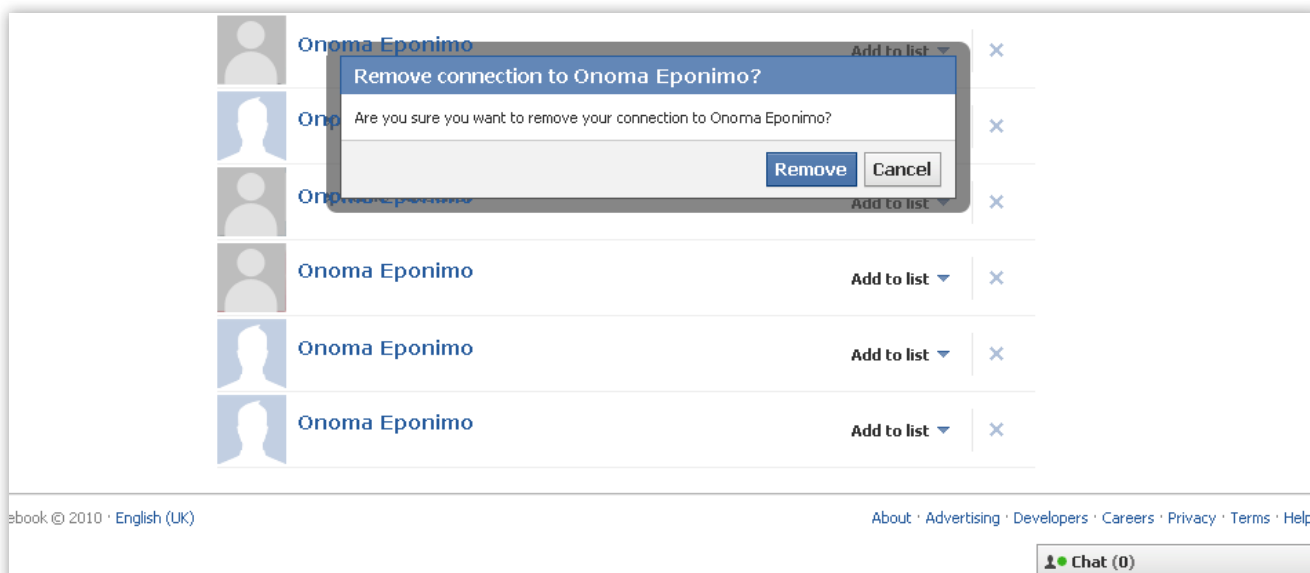 Onoma Eponimo
Add to list
Remove connection to Onoma Eponimo?
Are you sure you want to remove your connection to Onoma Eponimo?
Remove Cancel
Add to list
Onoma Eponimo Add to list
Onoma Eponimo Add to list
Onoma Eponimo Add to list
ebook © 2010 · English (UK) About · Advertising · Developers · Careers · Privacy · Terms · Help
Chat (0)